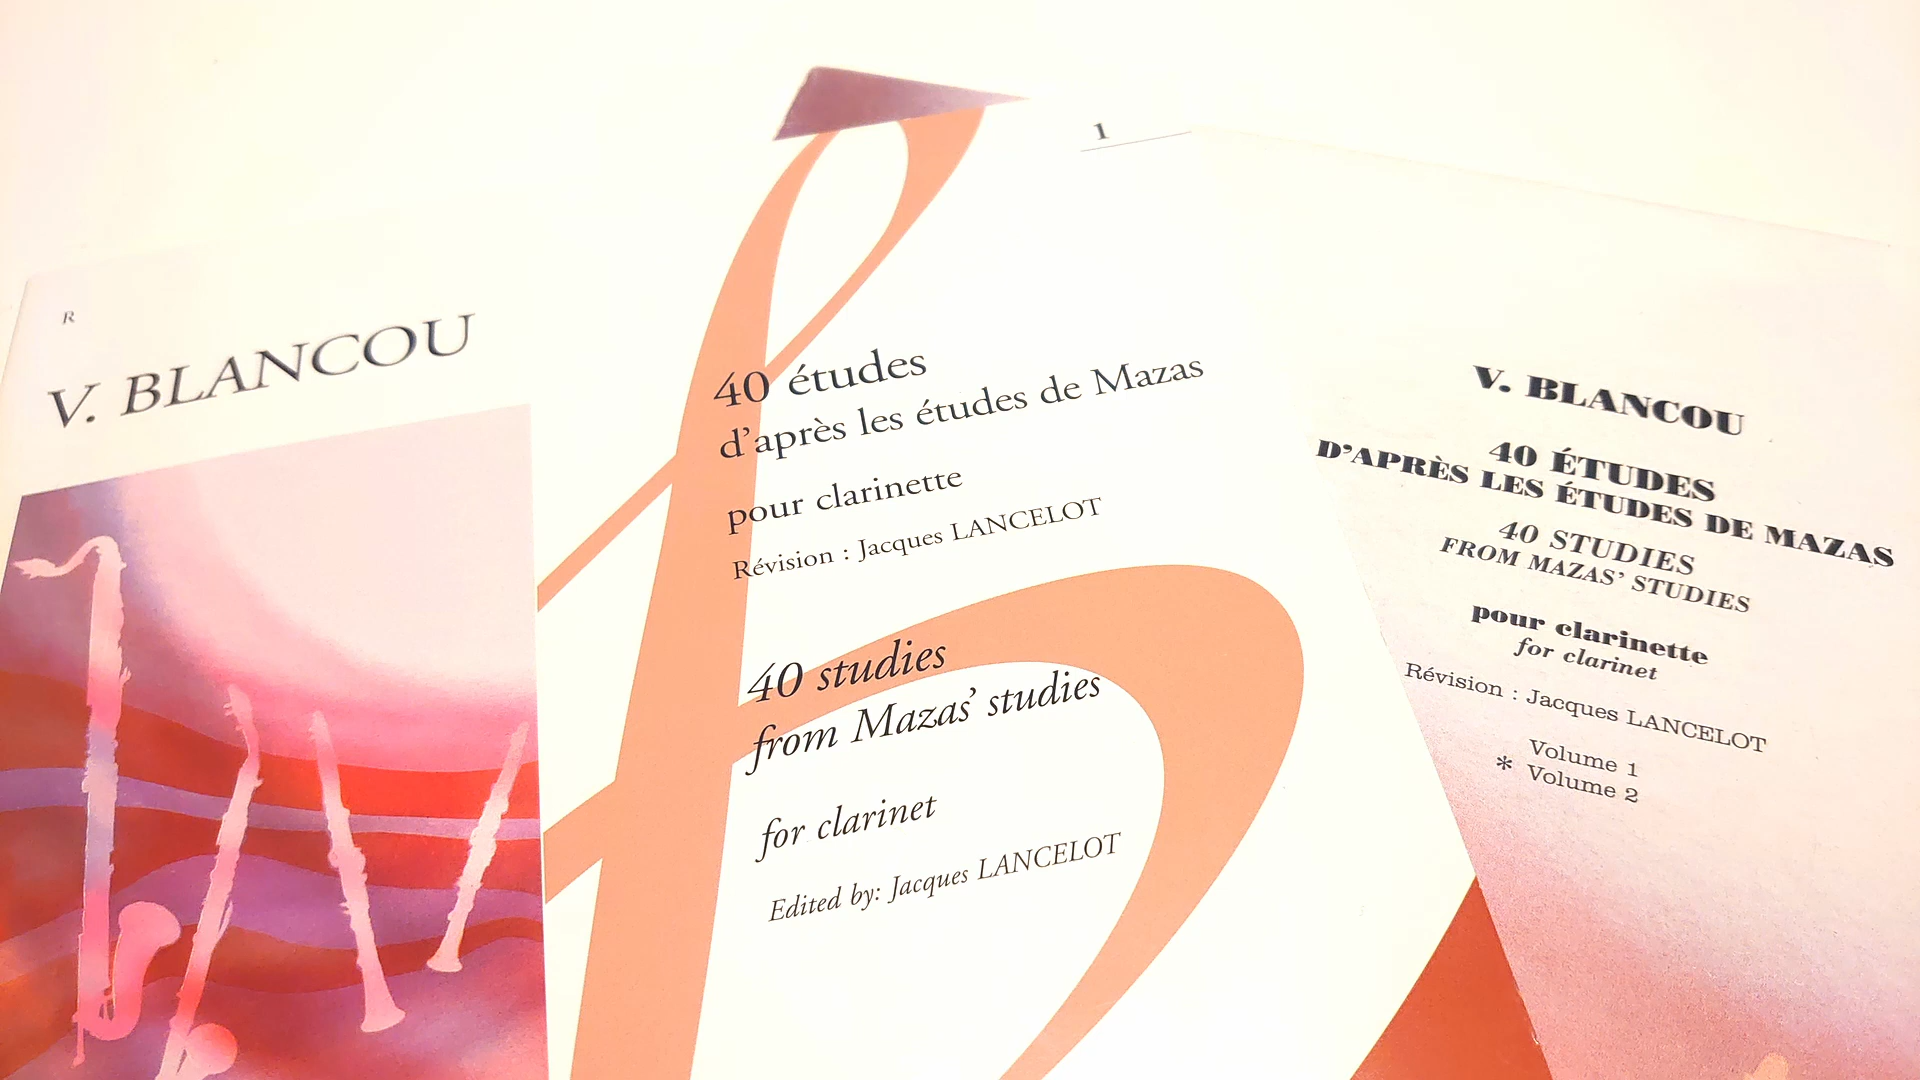 R
V. BLANCOU
1
40 études
d'après les études de Mazas
pour clarinette
Révision : Jacques LANCELOT
40 studies
from Mazas' studies
for clarinet
Edited by: Jacques LANCELOT
V. BLANCOU
40 ÉTUDES
D'APRÈS LES ÉTUDES DE MAZAS
40 STUDIES
FROM MAZAS' STUDIES
pour clarinette
for clarinet
Révision : Jacques LANCELOT
Volume 1
* Volume 2